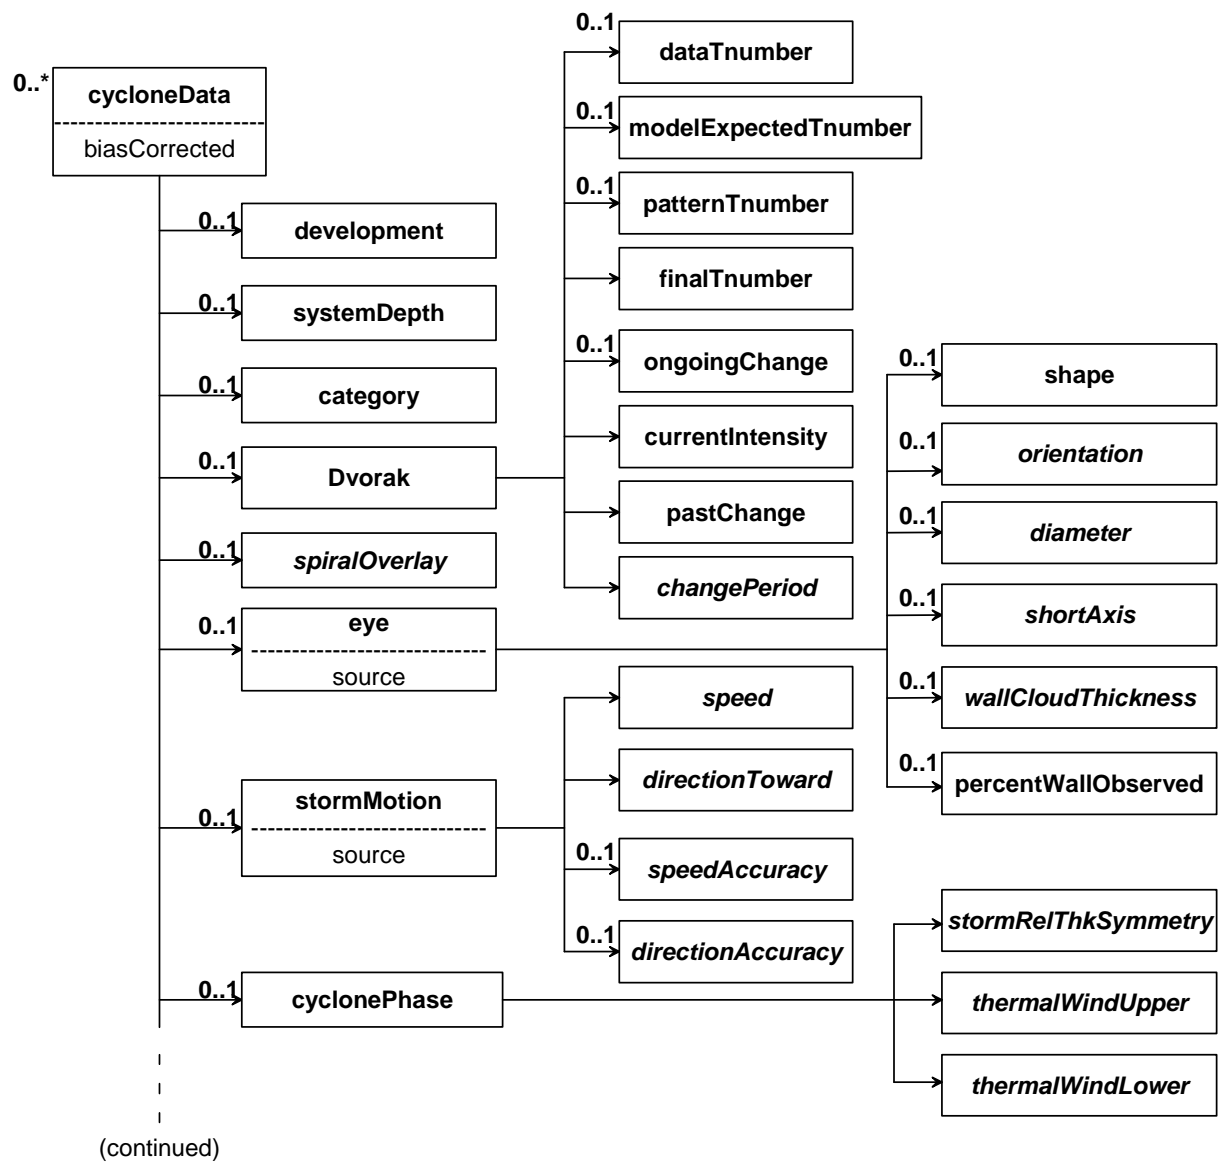 0..*
cycloneData
biasCorrected
0..1
development
0..1
systemDepth
0..1
category
0..1
Dvorak
0..1
dataTnumber
0..1
modelExpectedTnumber
0..1
patternTnumber
finalTnumber
0..1
ongoingChange
currentIntensity
pastChange
changePeriod
0..1
spiralOverlay
0..1
eye
source
0..1
shape
0..1
orientation
0..1
diameter
0..1
shortAxis
0..1
wallCloudThickness
0..1
percentWallObserved
0..1
stormMotion
source
speed
directionToward
0..1
speedAccuracy
0..1
directionAccuracy
0..1
cyclonePhase
stormRelThkSymmetry
thermalWindUpper
thermalWindLower
(continued)